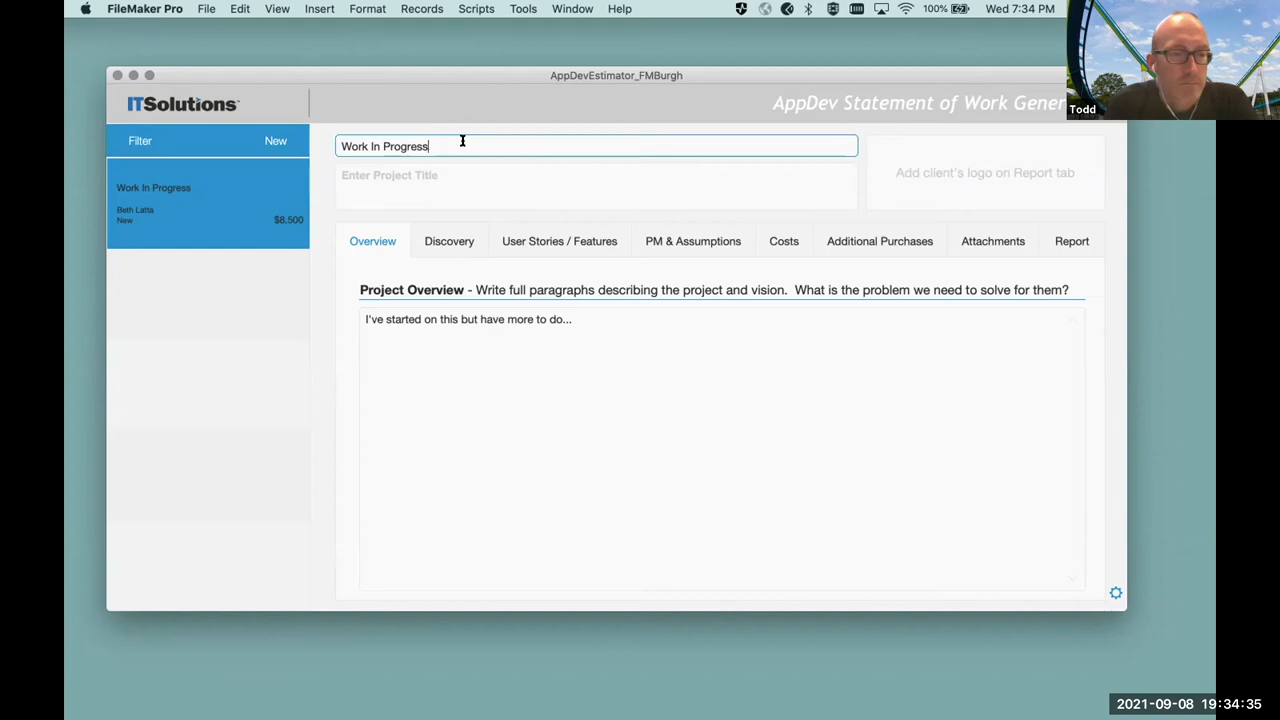 FileMaker Pro File Edit View Insert Format Records Scripts Tools Window Help 100% Wed 7:34 PM
AppDevEstimator_FMBurgh
ITSolutions
AppDev Statement of Work Gener
Todd
Filter New
Work In Progress
Enter Project Title
Add client's logo on Report tab
Work In Progress
Beth Latta
New $8,500
Overview Discovery User Stories / Features PM & Assumptions Costs Additional Purchases Attachments Report
Project Overview - Write full paragraphs describing the project and vision. What is the problem we need to solve for them?
I've started on this but have more to do...
2021-09-08 19:34:35